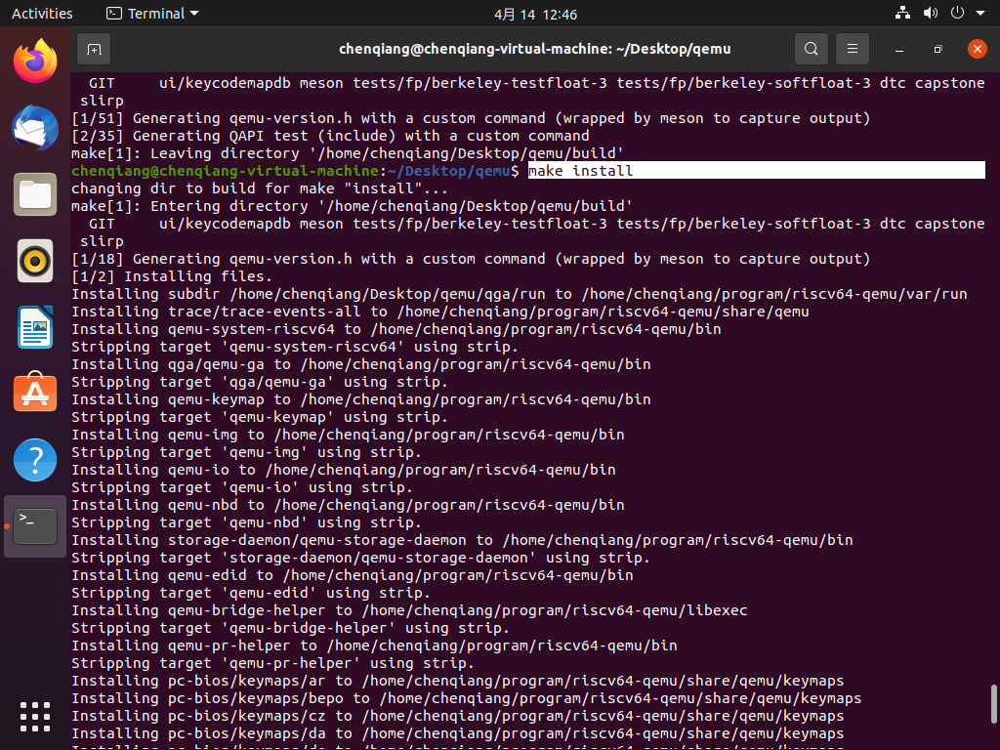 Activities
Terminal
4月 14 12:46
chenqiang@chenqiang-virtual-machine: ~/Desktop/qemu
GIT     ui/keycodemapdb meson tests/fp/berkeley-testfloat-3 tests/fp/berkeley-softfloat-3 dtc capstone
slirp
[1/51] Generating qemu-version.h with a custom command (wrapped by meson to capture output)
[2/35] Generating QAPI test (include) with a custom command
make[1]: Leaving directory '/home/chenqiang/Desktop/qemu/build'
chenqiang@chenqiang-virtual-machine:~/Desktop/qemu$ make install
changing dir to build for make "install"...
make[1]: Entering directory '/home/chenqiang/Desktop/qemu/build'
GIT     ui/keycodemapdb meson tests/fp/berkeley-testfloat-3 tests/fp/berkeley-softfloat-3 dtc capstone
slirp
[1/18] Generating qemu-version.h with a custom command (wrapped by meson to capture output)
[1/2] Installing files.
Installing subdir /home/chenqiang/Desktop/qemu/qga/run to /home/chenqiang/program/riscv64-qemu/var/run
Installing trace/trace-events-all to /home/chenqiang/program/riscv64-qemu/share/qemu
Installing qemu-system-riscv64 to /home/chenqiang/program/riscv64-qemu/bin
Stripping target 'qemu-system-riscv64' using strip.
Installing qga/qemu-ga to /home/chenqiang/program/riscv64-qemu/bin
Stripping target 'qga/qemu-ga' using strip.
Installing qemu-keymap to /home/chenqiang/program/riscv64-qemu/bin
Stripping target 'qemu-keymap' using strip.
Installing qemu-img to /home/chenqiang/program/riscv64-qemu/bin
Stripping target 'qemu-img' using strip.
Installing qemu-io to /home/chenqiang/program/riscv64-qemu/bin
Stripping target 'qemu-io' using strip.
Installing qemu-nbd to /home/chenqiang/program/riscv64-qemu/bin
Stripping target 'qemu-nbd' using strip.
Installing storage-daemon/qemu-storage-daemon to /home/chenqiang/program/riscv64-qemu/bin
Stripping target 'storage-daemon/qemu-storage-daemon' using strip.
Installing qemu-edid to /home/chenqiang/program/riscv64-qemu/bin
Stripping target 'qemu-edid' using strip.
Installing qemu-bridge-helper to /home/chenqiang/program/riscv64-qemu/libexec
Stripping target 'qemu-bridge-helper' using strip.
Installing qemu-pr-helper to /home/chenqiang/program/riscv64-qemu/bin
Stripping target 'qemu-pr-helper' using strip.
Installing pc-bios/keymaps/ar to /home/chenqiang/program/riscv64-qemu/share/qemu/keymaps
Installing pc-bios/keymaps/bepo to /home/chenqiang/program/riscv64-qemu/share/qemu/keymaps
Installing pc-bios/keymaps/cz to /home/chenqiang/program/riscv64-qemu/share/qemu/keymaps
Installing pc-bios/keymaps/da to /home/chenqiang/program/riscv64-qemu/share/qemu/keymaps